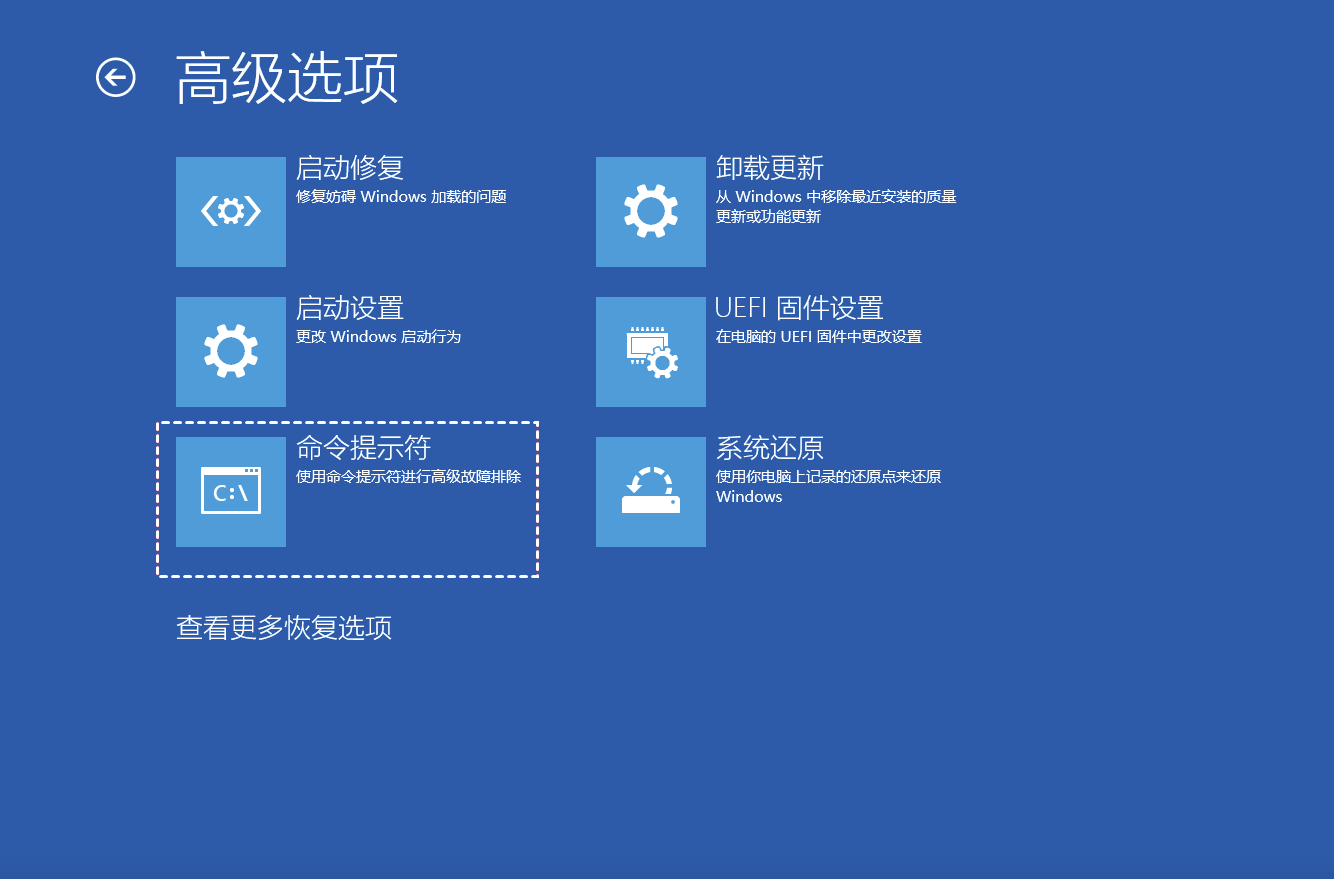 高级选项
启动修复
修复妨碍 Windows 加载的问题
卸载更新
从 Windows 中移除最近安装的质量
更新或功能更新
启动设置
更改 Windows 启动行为
UEFI 固件设置
在电脑的 UEFI 固件中更改设置
C:\
命令提示符
使用命令提示符进行高级故障排除
系统还原
使用你电脑上记录的还原点来还原
Windows
查看更多恢复选项